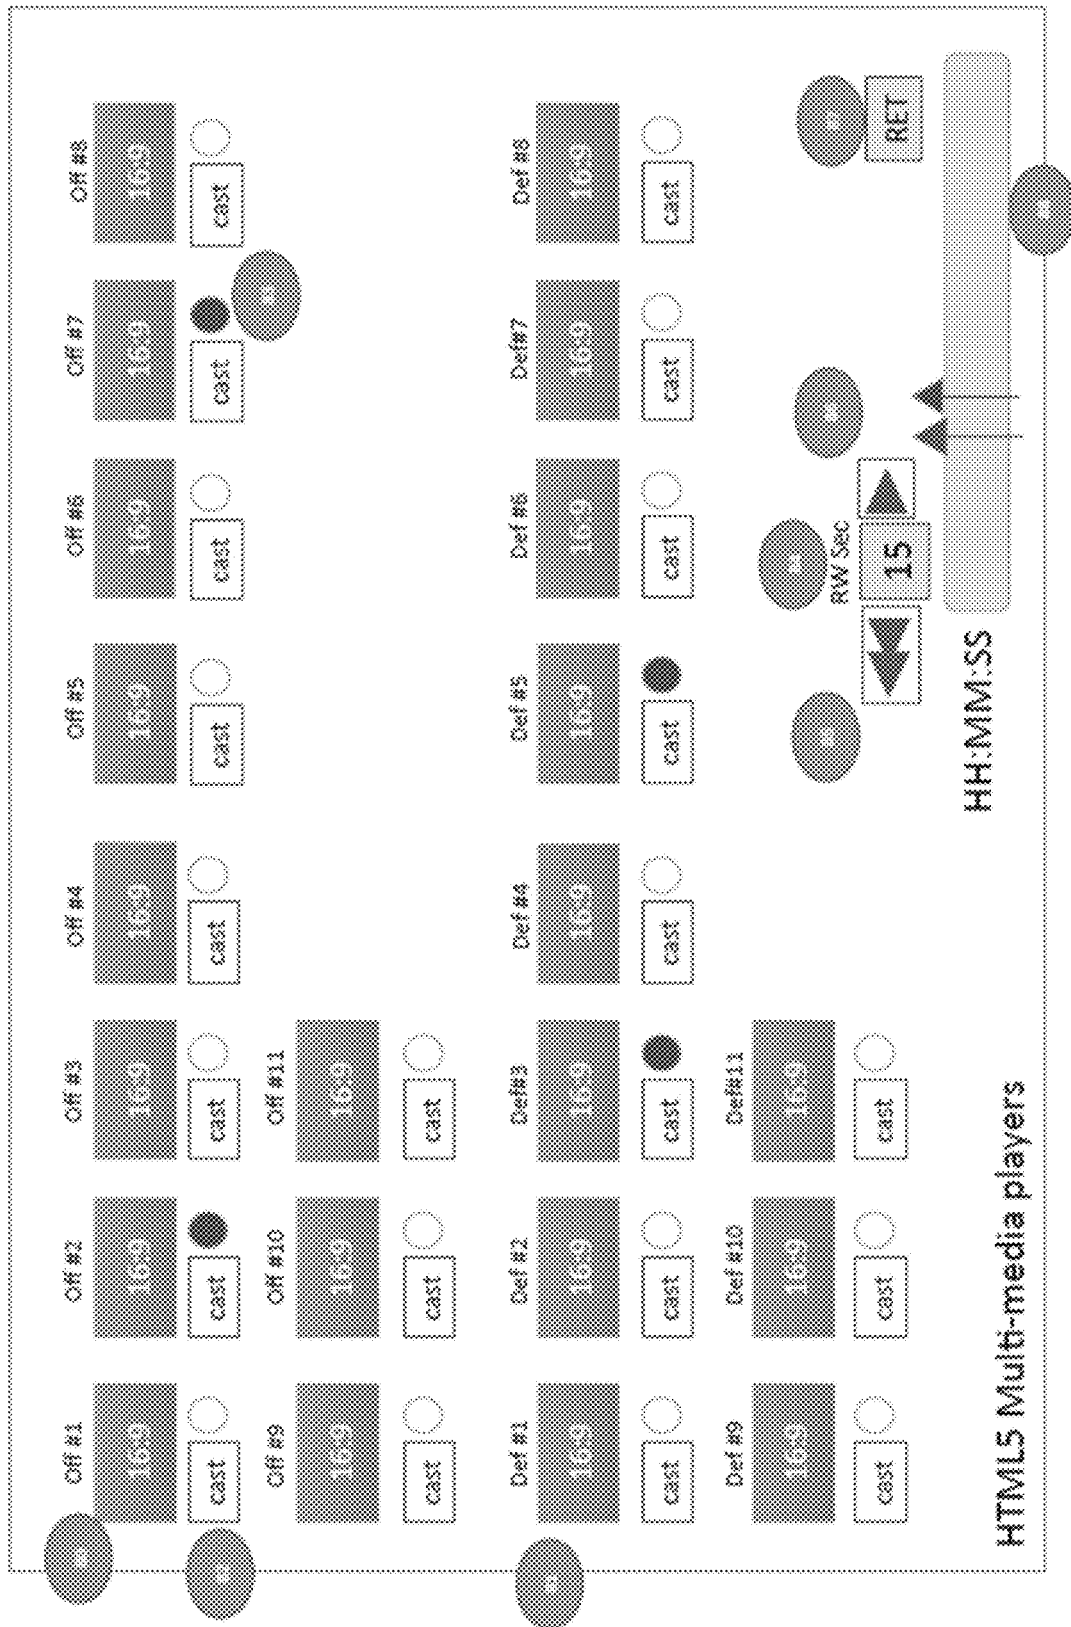 Off #1 Off #2 Off #3 Off #4 Off #5 Off #6 Off #7 Off #8
16:9 16:9 16:9 16:9 16:9 16:9 16:9 16:9
cast cast cast cast cast cast cast cast
Off #9 Off #10 Off #11
16:9 16:9 16:9
cast cast cast
Def #1 Def #2 Def#3 Def #4 Def #5 Def #6 Def#7 Def #8
16:9 16:9 16:9 16:9 16:9 16:9 16:9 16:9
cast cast cast cast cast cast cast cast
Def #9 Def #10 Def#11
16:9 16:9 16:9
cast cast cast
RW Sec
15
RET
HH:MM:SS
HTML5 Multi-media players